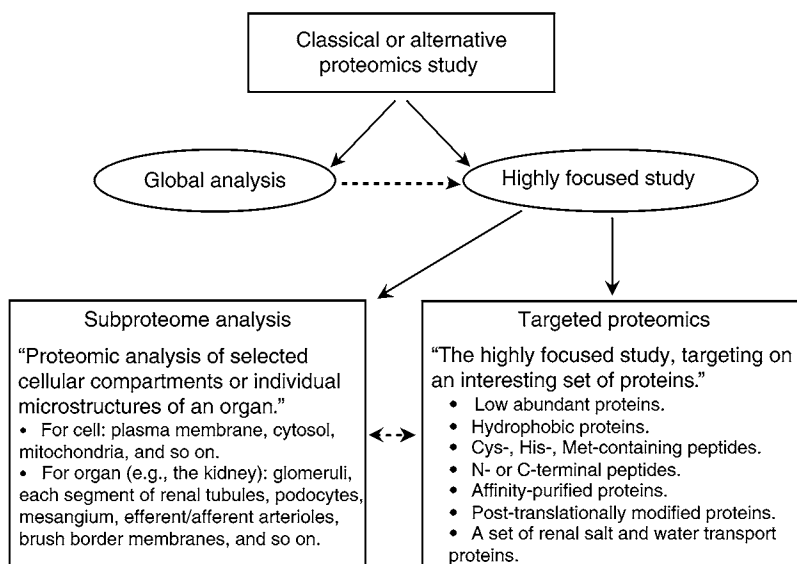 Classical or alternative
proteomics study
Global analysis
Highly focused study
Subproteome analysis
"Proteomic analysis of selected
cellular compartments or individual
microstructures of an organ."
• For cell: plasma membrane, cytosol,
mitochondria, and so on.
• For organ (e.g., the kidney): glomeruli,
each segment of renal tubules, podocytes,
mesangium, efferent/afferent arterioles,
brush border membranes, and so on.
Targeted proteomics
“The highly focused study, targeting on
an interesting set of proteins.”
• Low abundant proteins.
• Hydrophobic proteins.
• Cys-, His-, Met-containing peptides.
• N- or C-terminal peptides.
• Affinity-purified proteins.
• Post-translationally modified proteins.
• A set of renal salt and water transport
proteins.